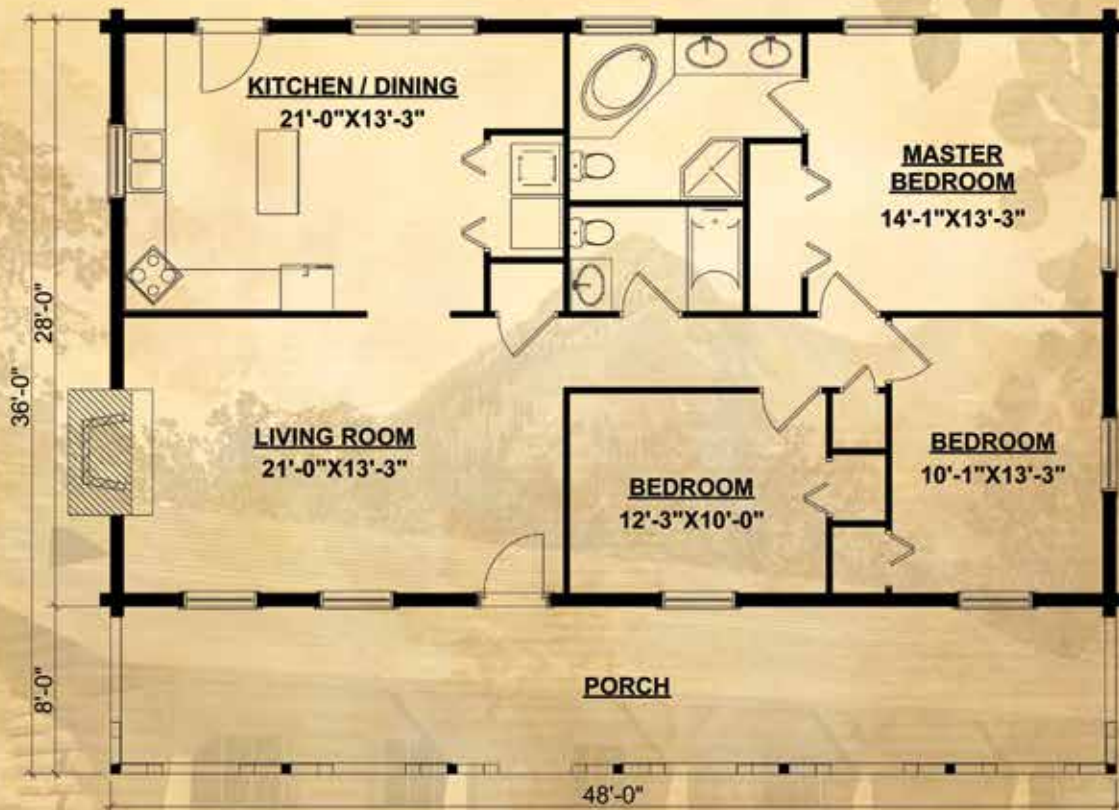 KITCHEN / DINING
21'-0"X13'-3"
MASTER
BEDROOM
14'-1"X13'-3"
28'-0"
36'-0"
LIVING ROOM
21'-0"X13'-3"
BEDROOM
12'-3"X10'-0"
BEDROOM
10'-1"X13'-3"
8'-0"
PORCH
48'-0"